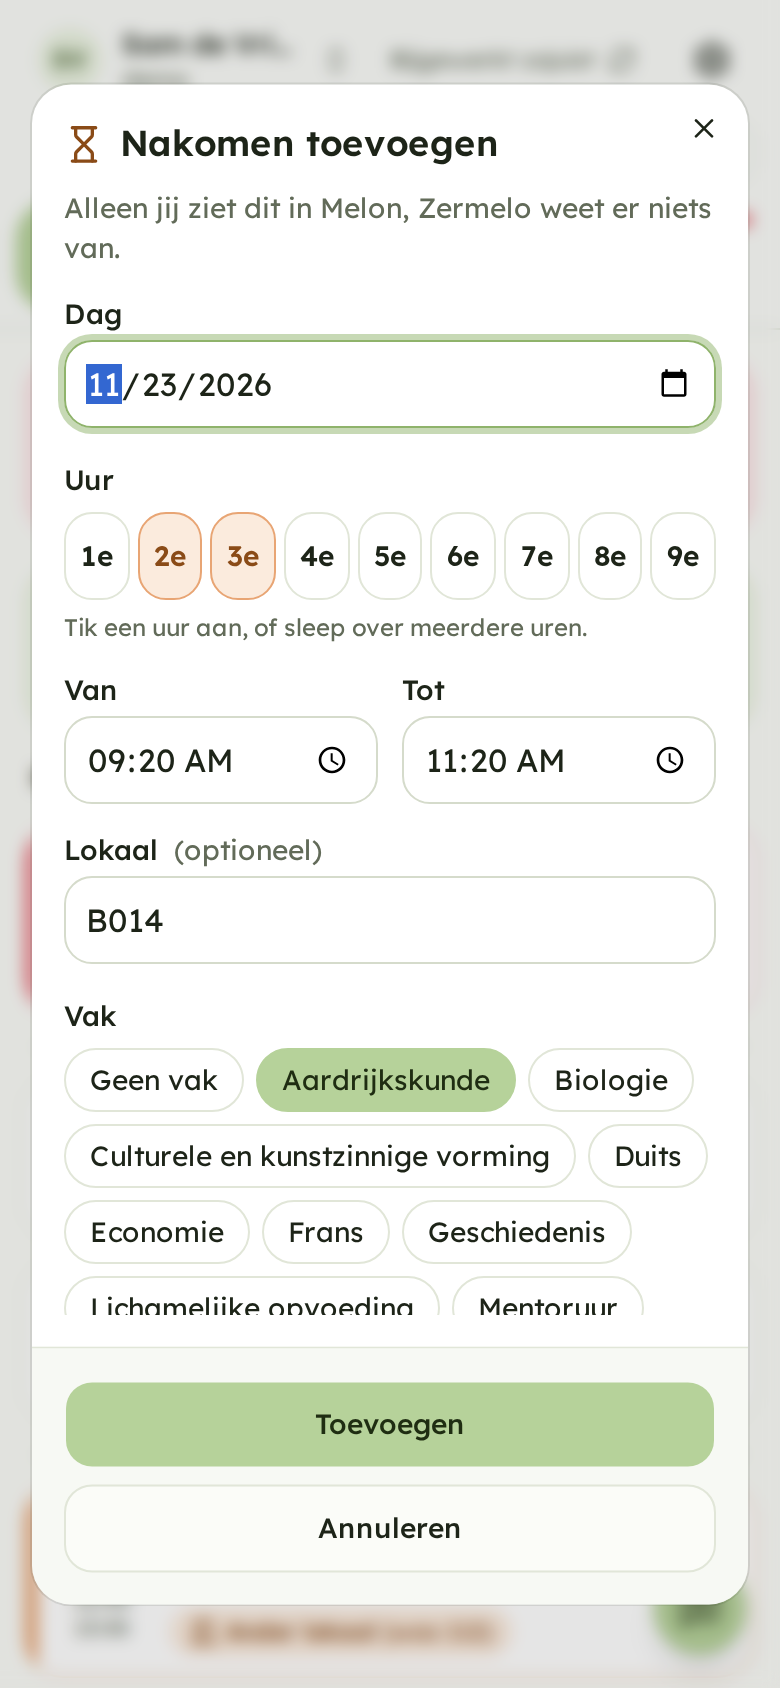 Nakomen toevoegen
Alleen jij ziet dit in Melon, Zermelo weet er niets
van.
Dag
11/23/2026
Uur
1e 2e 3e 4e 5e 6e 7e 8e 9e
Tik een uur aan, of sleep over meerdere uren.
Van Tot
09:20 AM 11:20 AM
Lokaal (optioneel)
B014
Vak
Geen vak Aardrijkskunde Biologie
Culturele en kunstzinnige vorming Duits
Economie Frans Geschiedenis
Lichamelijke opvoeding Mentoruur
Toevoegen
Annuleren